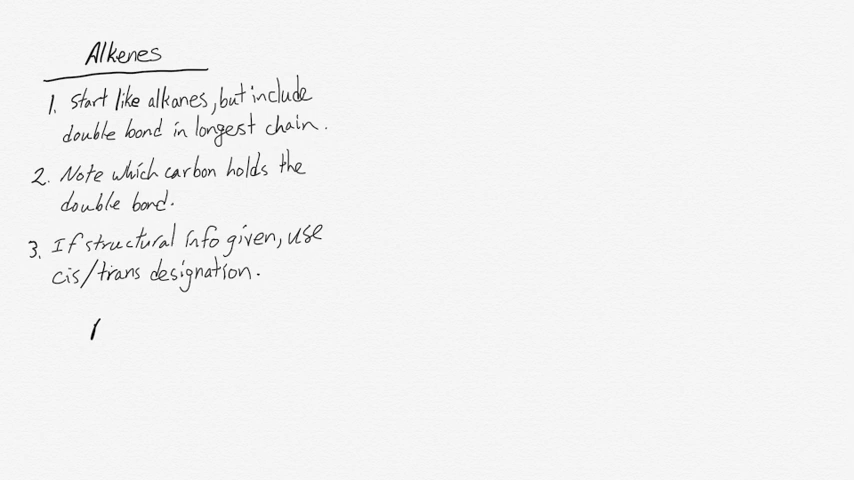 Alkenes
1. Start like alkanes, but include
double bond in longest chain.
2. Note which carbon holds the
double bond.
3. If structural info given, use
cis/trans designation.